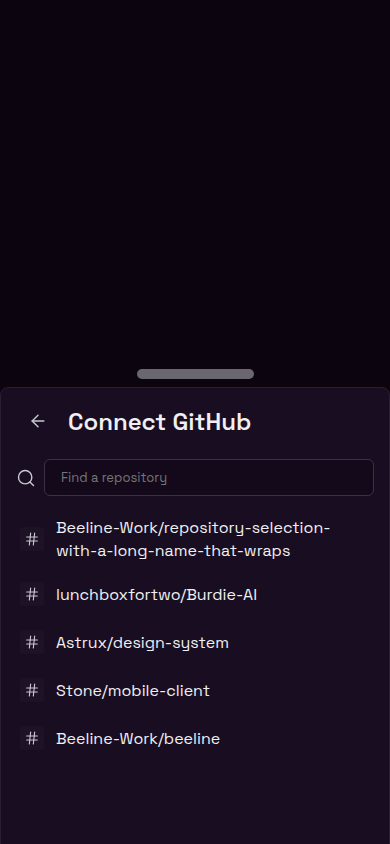 Connect GitHub
Find a repository
# Beeline-Work/repository-selection-
with-a-long-name-that-wraps
# lunchboxfortwo/Burdie-AI
# Astrux/design-system
# Stone/mobile-client
# Beeline-Work/beeline